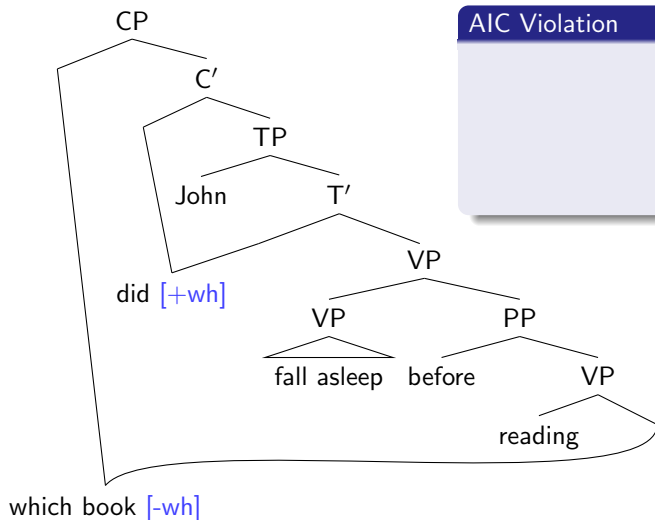 CP
AIC Violation
C′
TP
John
T′
did [+wh]
VP
VP
PP
fall asleep
before
VP
reading
which book [-wh]